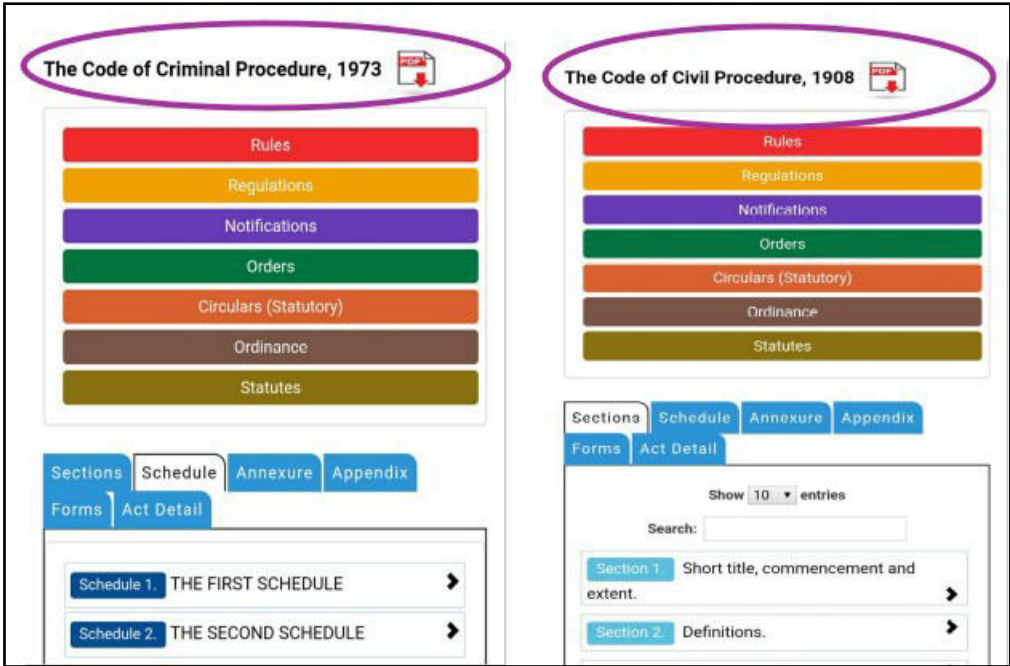 The Code of Criminal Procedure, 1973 PDF
Rules
Regulations
Notifications
Orders
Circulars (Statutory)
Ordinance
Statutes
Sections Schedule Annexure Appendix
Forms Act Detail
Schedule 1. THE FIRST SCHEDULE
Schedule 2. THE SECOND SCHEDULE
The Code of Civil Procedure, 1908 PDF
Rules
Regulations
Notifications
Orders
Circulars (Statutory)
Ordinance
Statutes
Sections Schedule Annexure Appendix
Forms Act Detail
Show 10 entries
Search:
Section 1. Short title, commencement and
extent.
Section 2. Definitions.